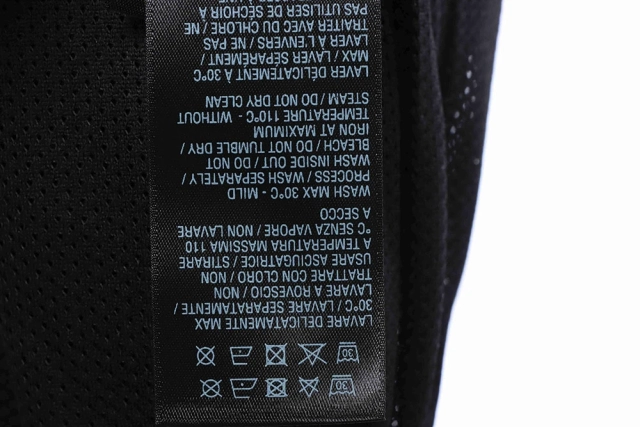 30
30
LAVARE DELICATAMENTE MAX
30°C / LAVARE SEPARATAMENTE /
LAVARE A ROVESCIO / NON
TRATTARE CON CLORO / NON
USARE ASCIUGATRICE / STIRARE
A TEMPERATURA MASSIMA 110
°C SENZA VAPORE / NON LAVARE
A SECCO
WASH MAX 30°C - MILD
PROCESS / WASH SEPARATELY /
WASH INSIDE OUT / DO NOT
BLEACH / DO NOT TUMBLE DRY /
IRON AT MAXIMUM
TEMPERATURE 110°C - WITHOUT
STEAM / DO NOT DRY CLEAN
LAVER DÉLICATEMENT À 30°C
MAX / LAVER SÉPARÉMENT /
LAVER À L'ENVERS / NE PAS
TRAITER AVEC DU CHLORE / NE
PAS UTILISER DE SÉCHOIR À